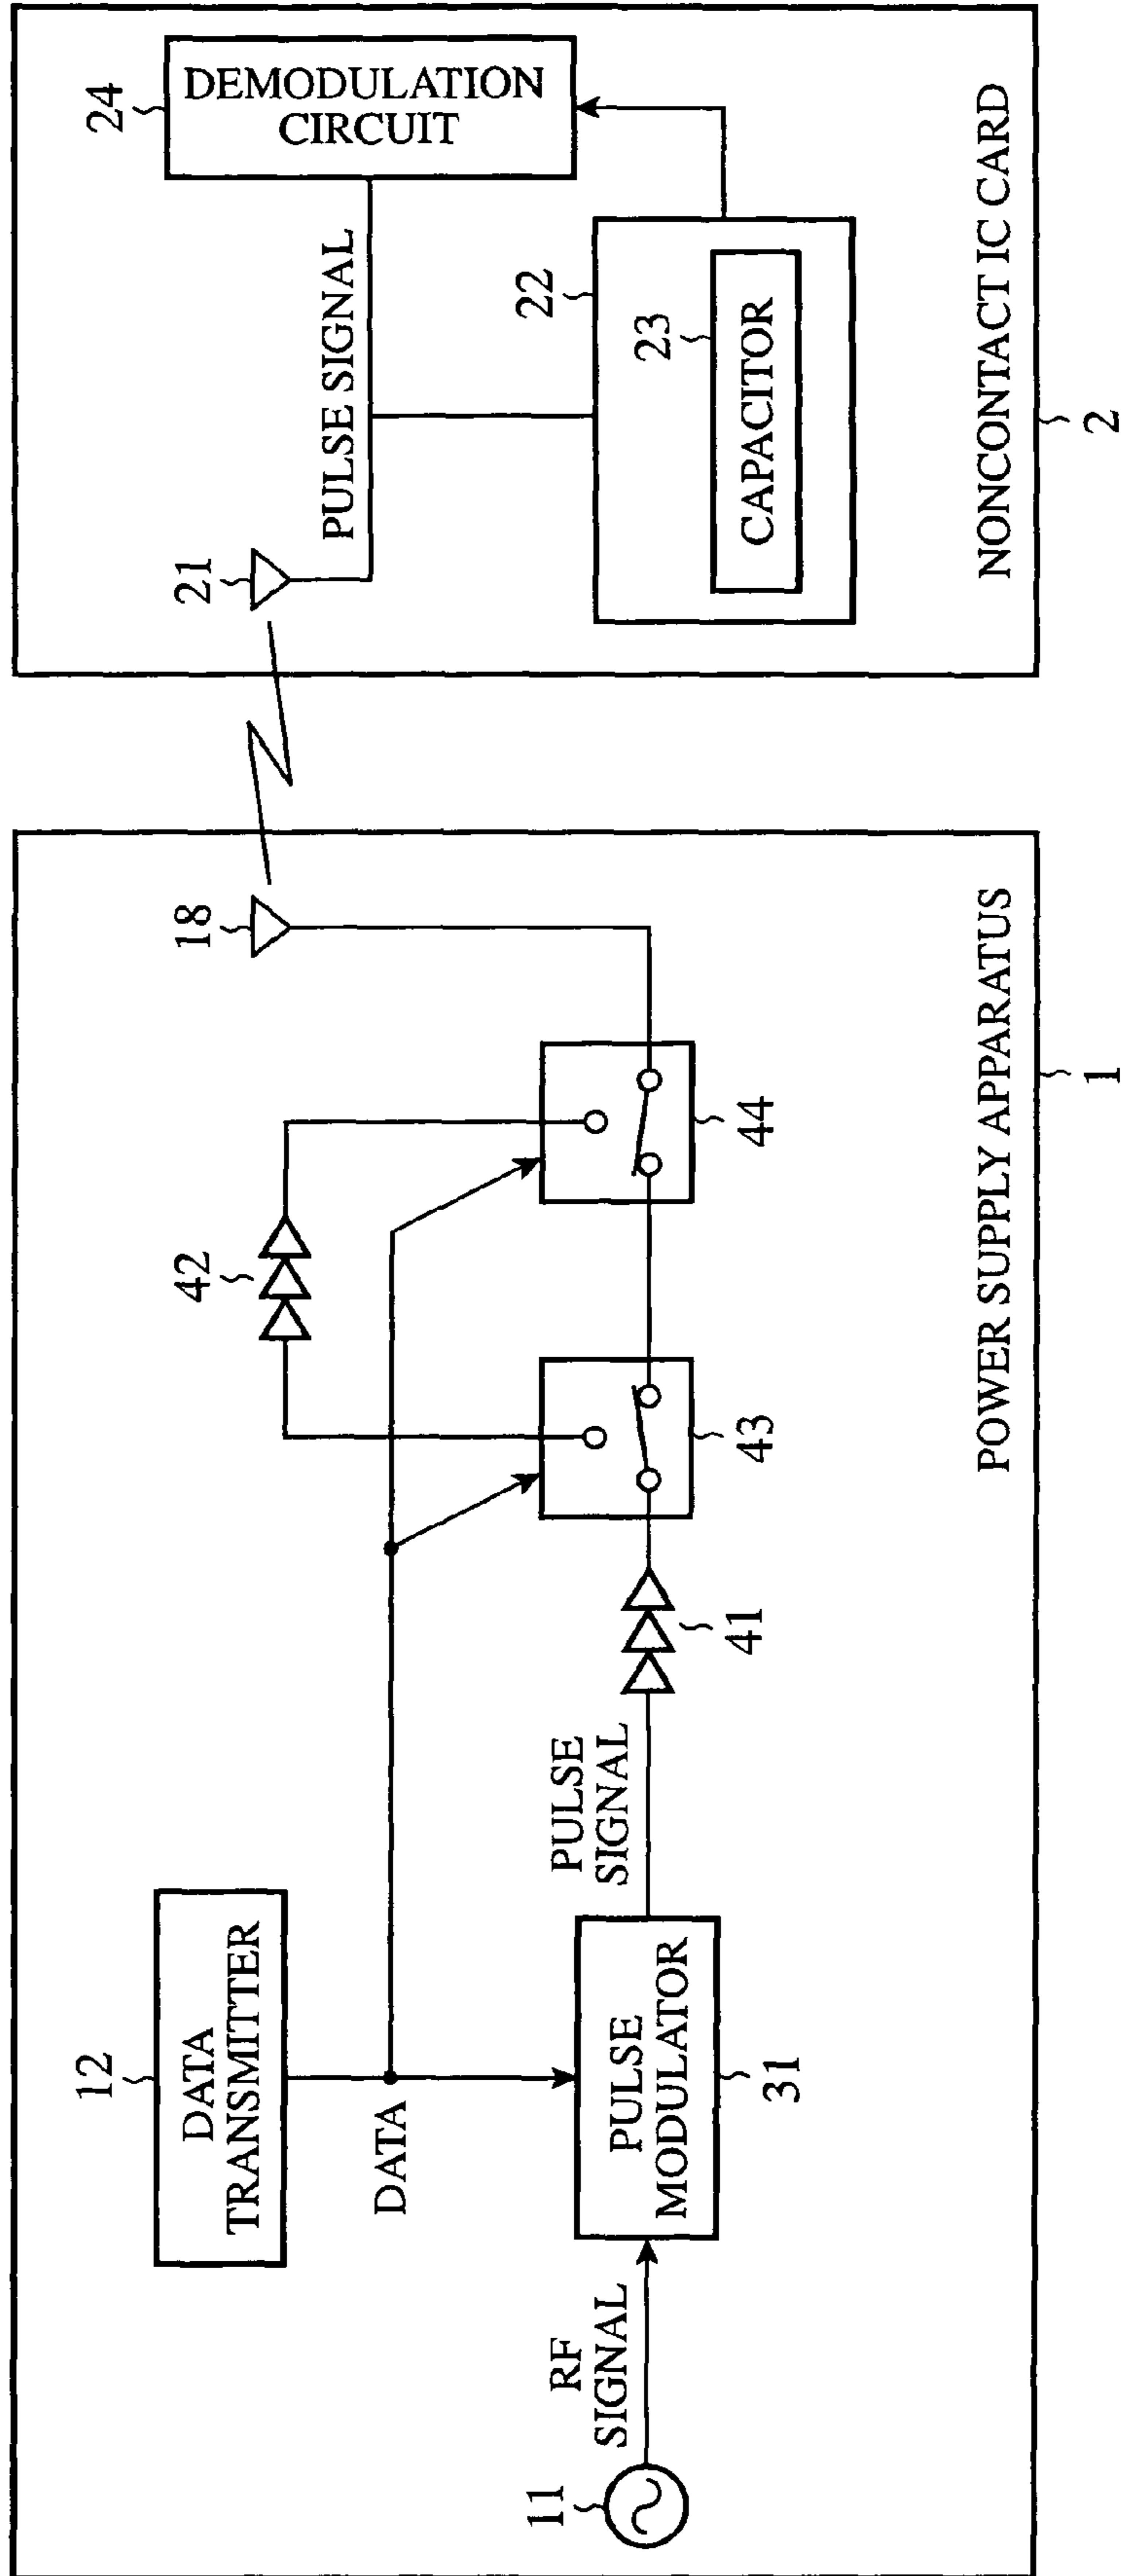 11
RF
SIGNAL
12
DATA
TRANSMITTER
DATA
PULSE
MODULATOR
31
PULSE
SIGNAL
41
42
43
44
18
POWER SUPPLY APPARATUS
1
21
PULSE SIGNAL
24
DEMODULATION
CIRCUIT
22
23
CAPACITOR
NONCONTACT IC CARD
2